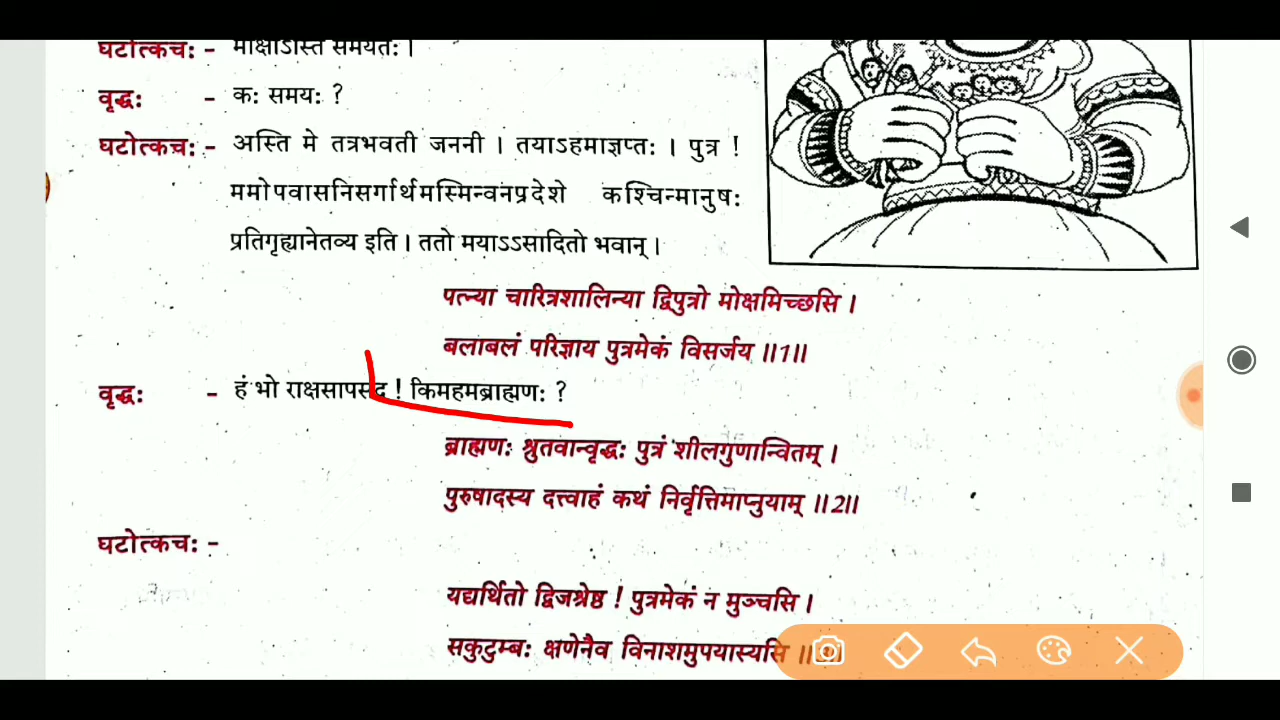 घटोत्कच: - मोक्षोऽस्ति समयत: ।
वृद्ध: - क: समय: ?
घटोत्कच: - अस्ति मे तत्रभवती जननी । तयाऽहमाज्ञप्त: । पुत्र !
ममोपवासनिसर्गार्थमस्मिन्वनप्रदेशे कश्चिन्मानुष:
प्रतिगृह्यानेतव्य इति । ततो मयाऽऽसादितो भवान् ।
पत्न्या चारित्रशालिन्या द्विपुत्रो मोक्षमिच्छसि ।
बलाबलं परिज्ञाय पुत्रमेकं विसर्जय ॥1॥
वृद्ध: - हं भो राक्षसापसद ! किमहमब्राह्मण: ?
ब्राह्मण: श्रुतवान्वृद्ध: पुत्रं शीलगुणान्वितम् ।
पुरुषादस्य दत्त्वाहं कथं निर्वृत्तिमाप्नुयाम् ॥2॥
घटोत्कच: -
यद्यर्थितो द्विजश्रेष्ठ ! पुत्रमेकं न मुञ्चसि ।
सकुटुम्ब: क्षणेनैव विनाशमुपयास्यसि